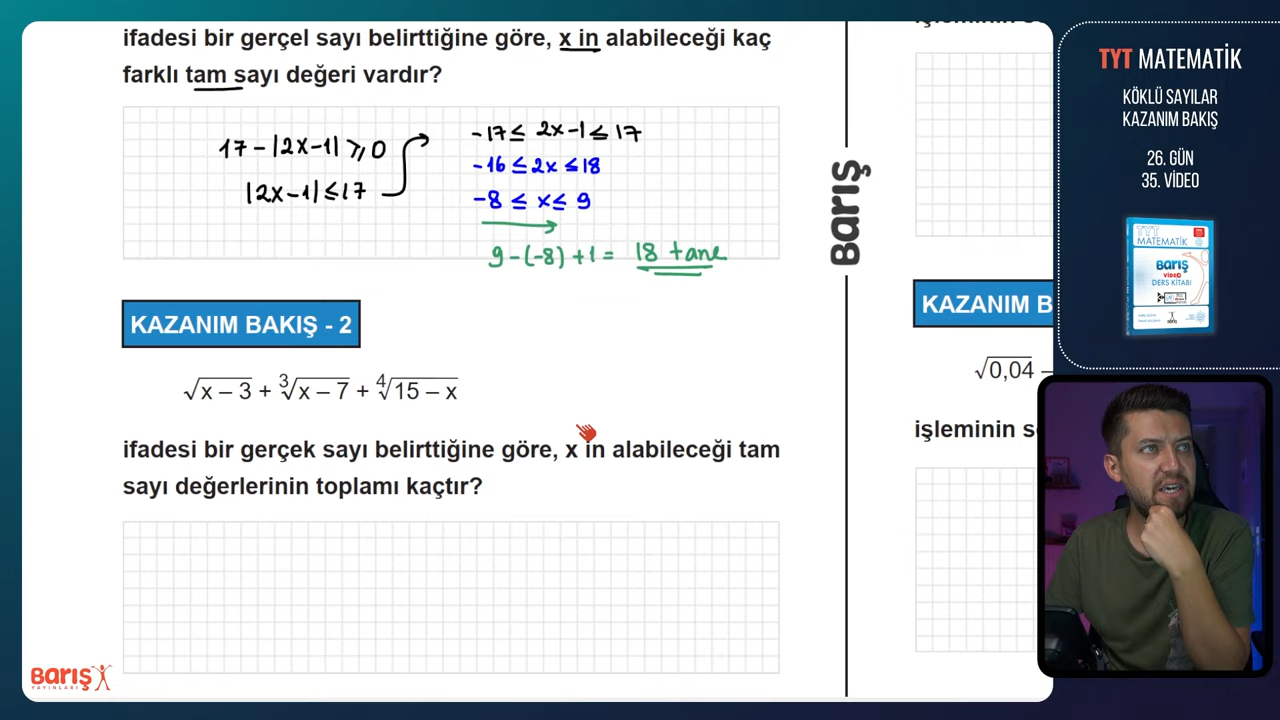 ifadesi bir gerçel sayı belirttiğine göre, x in alabileceği kaç
farklı tam sayı değeri vardır?
17-|2x-1| ⩾ 0
|2x-1| ≤ 17
-17 ≤ 2x-1 ≤ 17
-16 ≤ 2x ≤ 18
-8 ≤ x ≤ 9
9-(-8)+1 = 18 tane
KAZANIM BAKIŞ - 2
√x – 3 + ∛x – 7 + ∜15 – x
ifadesi bir gerçek sayı belirttiğine göre, x in alabileceği tam
sayı değerlerinin toplamı kaçtır?
BARIŞ
YAYINLARI
Barış
KAZANIM B
√0,04 –
işleminin s
TYT MATEMATİK
KÖKLÜ SAYILAR
KAZANIM BAKIŞ
26. GÜN
35. VİDEO
TYT
MATEMATİK
BARIŞ
VİDEO
DERS KİTABI